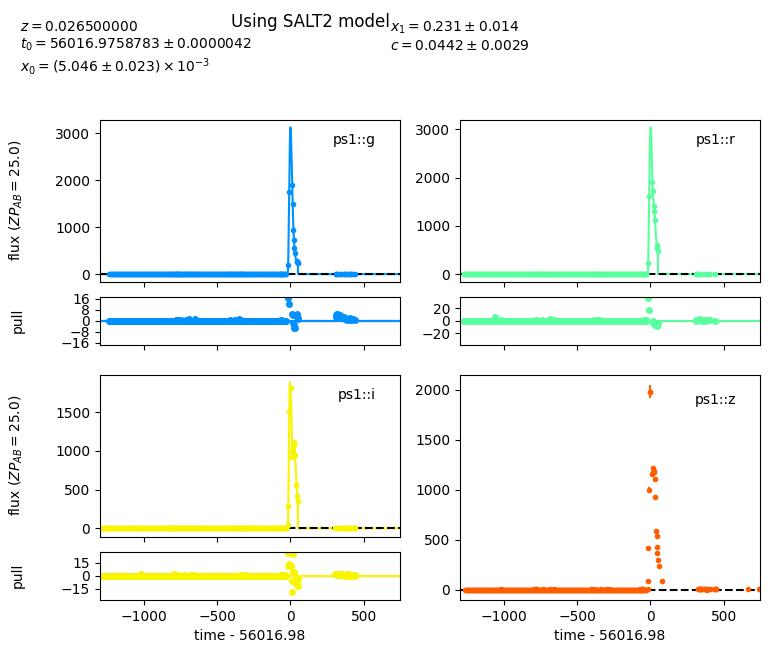 Using SALT2 model
z = 0.026500000
t₀ = 56016.9758783 ± 0.0000042
x₀ = (5.046 ± 0.023) × 10⁻³
x₁ = 0.231 ± 0.014
c = 0.0442 ± 0.0029
flux (ZP_AB = 25.0)
3000
2000
1000
0
ps1::g
3000
2000
1000
0
ps1::r
pull
16
8
0
−8
−16
20
0
−20
flux (ZP_AB = 25.0)
1500
1000
500
0
ps1::i
2000
1500
1000
500
0
ps1::z
pull
15
0
−15
−1000
−500
0
500
time - 56016.98
−1000
−500
0
500
time - 56016.98